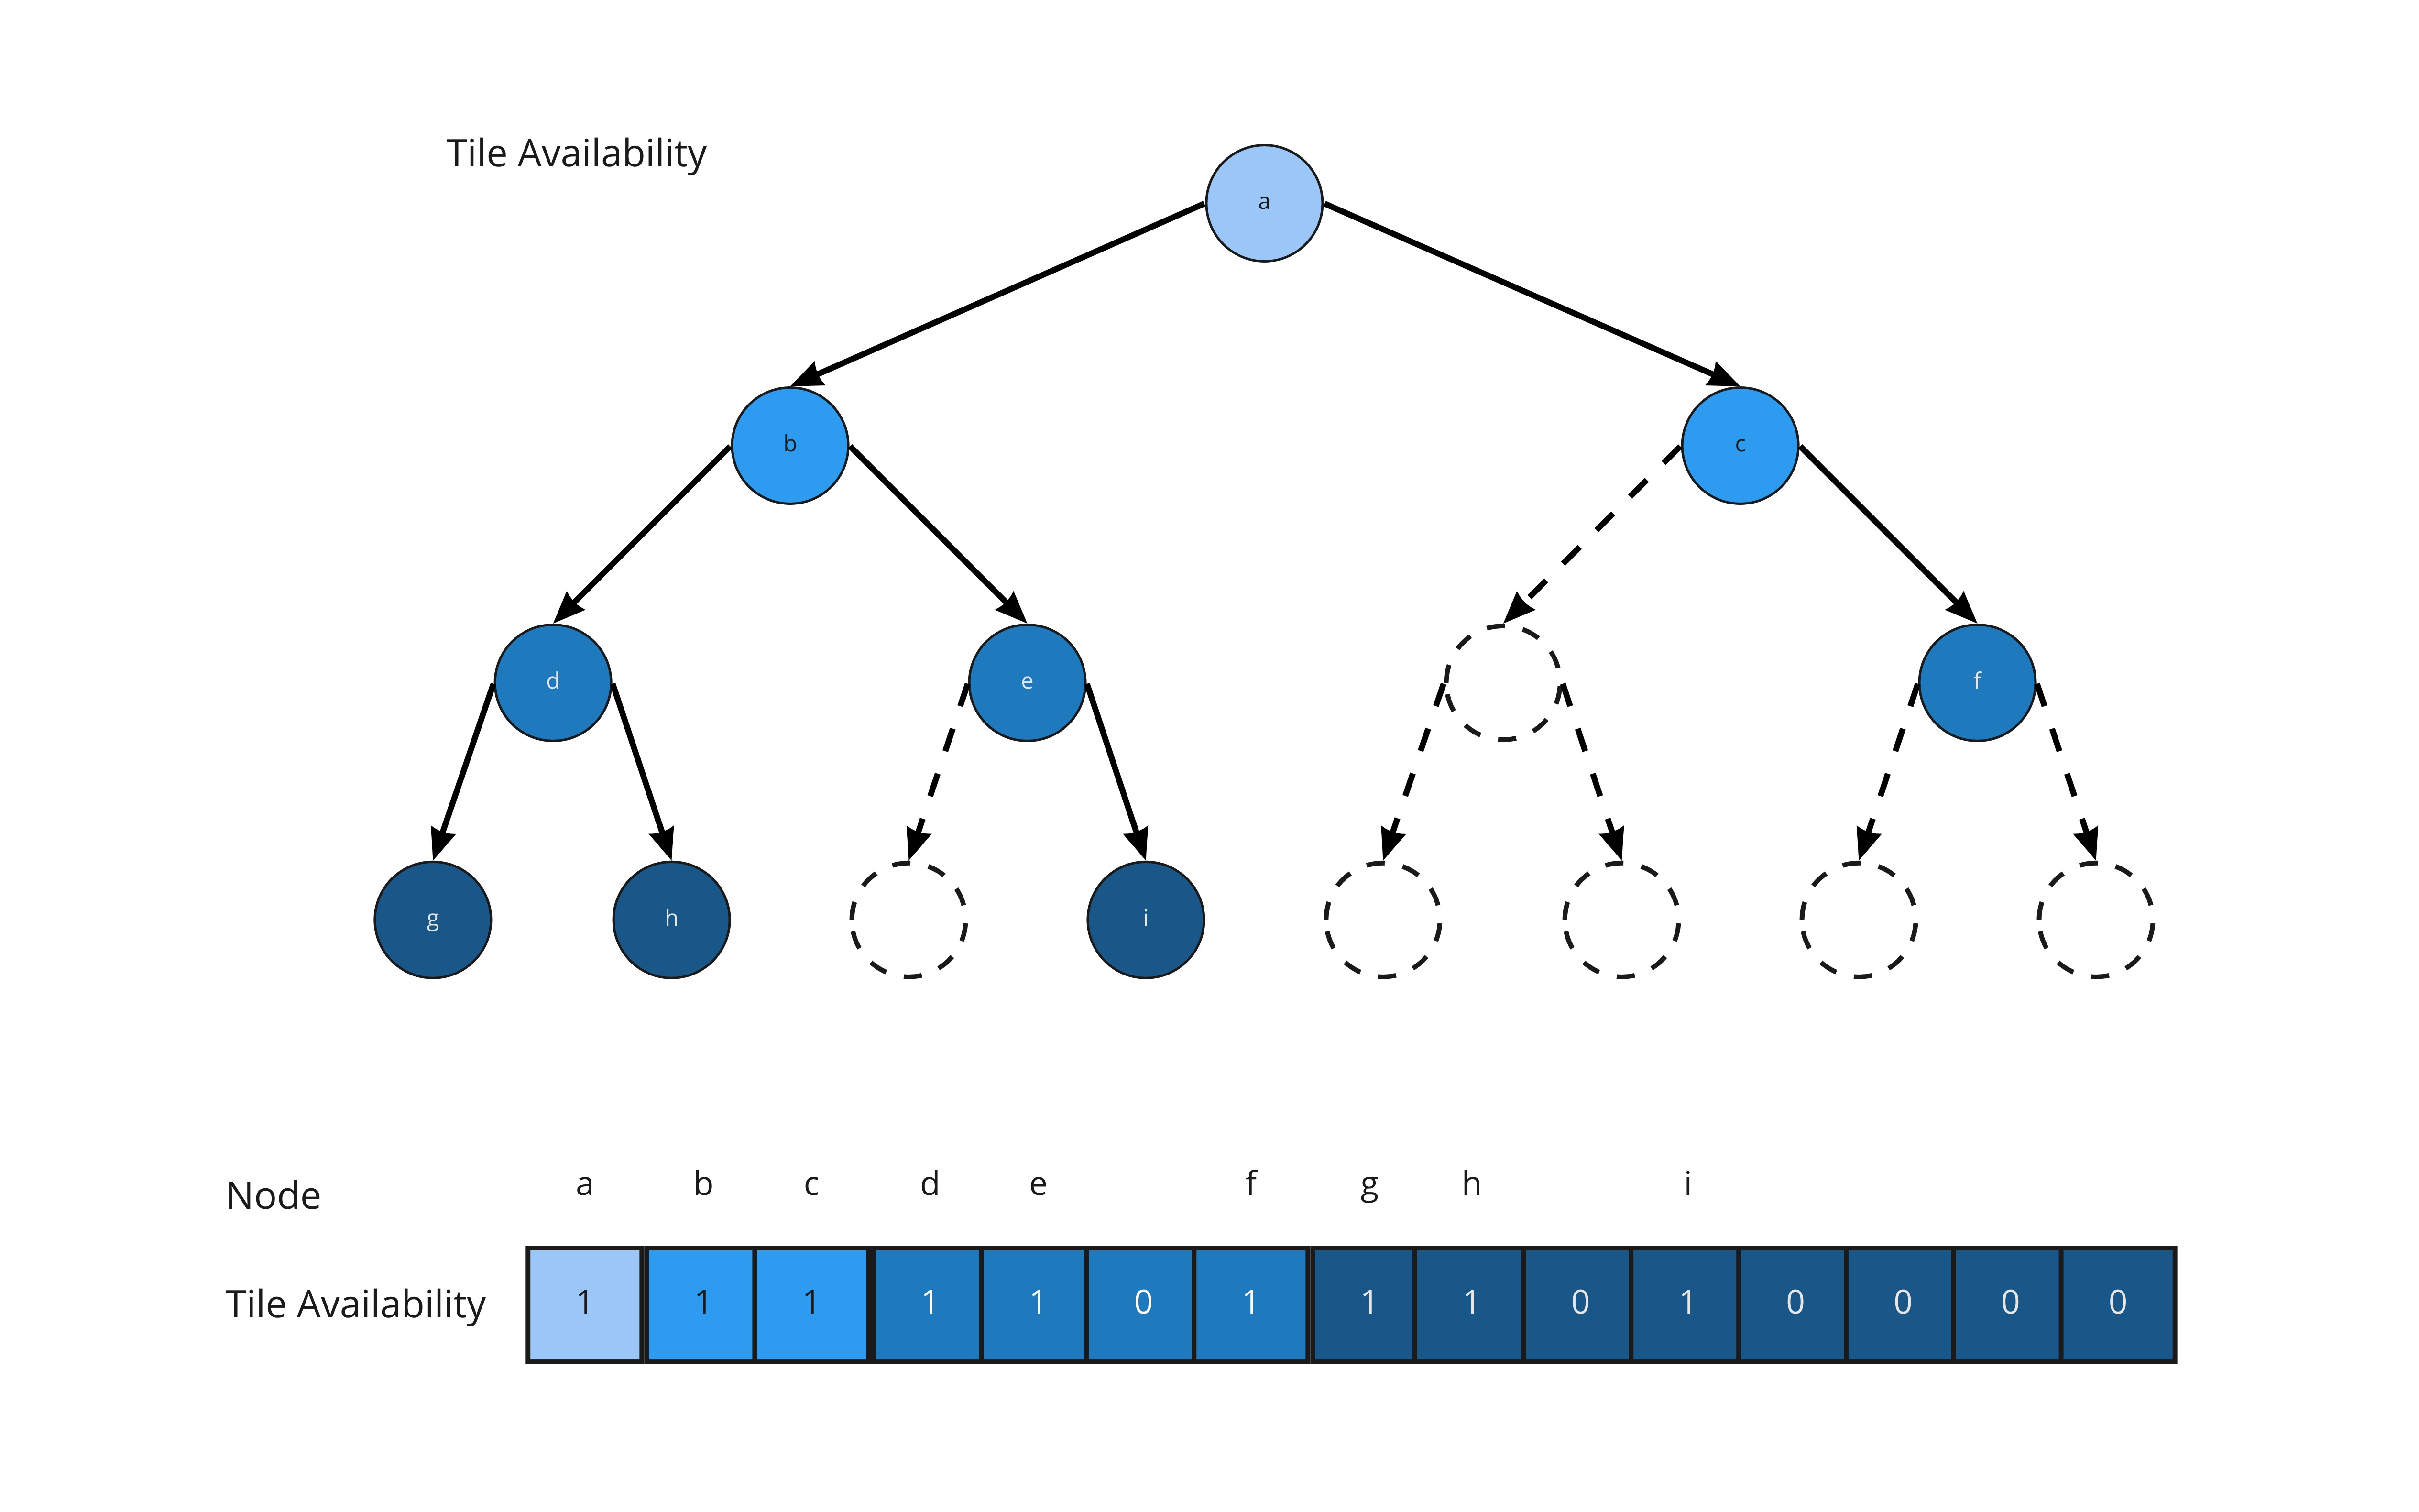 Tile Availability
a
b c
d e f
g h i
Node a b c d e f g h i
Tile Availability 1 1 1 1 1 0 1 1 1 0 1 0 0 0 0